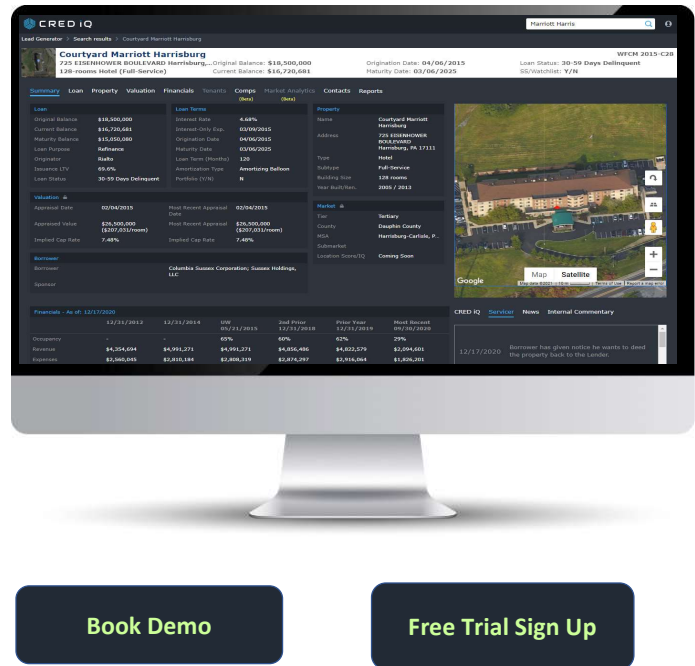 CRED iQ
Marriott Harris
Lead Generator > Search results > Courtyard Marriott Harrisburg
Courtyard Marriott Harrisburg
WFCM 2015-C28
725 EISENHOWER BOULEVARD Harrisburg,... Original Balance: $18,500,000 Origination Date: 04/06/2015 Loan Status: 30-59 Days Delinquent
128-rooms Hotel (Full-Service) Current Balance: $16,720,681 Maturity Date: 03/06/2025 SS/Watchlist: Y/N
Summary Loan Property Valuation Financials Tenants Comps Market Analytics Contacts Reports
(Beta) (Beta)
Loan
Original Balance $18,500,000
Current Balance $16,720,681
Maturity Balance $15,050,080
Loan Purpose Refinance
Originator Rialto
Issuance LTV 69.6%
Loan Status 30-59 Days Delinquent
Loan Terms
Interest Rate 4.68%
Interest-Only Exp. 03/09/2015
Origination Date 04/06/2015
Maturity Date 03/06/2025
Loan Term (Months) 120
Amortization Type Amortizing Balloon
Portfolio (Y/N) N
Property
Name Courtyard Marriott
Harrisburg
Address 725 EISENHOWER
BOULEVARD
Harrisburg, PA 17111
Type Hotel
Subtype Full-Service
Building Size 128 rooms
Year Built/Ren. 2005 / 2013
Valuation
Appraisal Date 02/04/2015
Appraised Value $26,500,000
($207,031/room)
Implied Cap Rate 7.48%
Most Recent Appraisal 02/04/2015
Date
Most Recent Appraisal $26,500,000
($207,031/room)
Implied Cap Rate 7.48%
Market
Tier Tertiary
County Dauphin County
MSA Harrisburg-Carlisle, P..
Submarket
Location Score/IQ Coming Soon
Borrower
Borrower Columbia Sussex Corporation; Sussex Holdings,
LLC
Sponsor
Google
Map Satellite
Map data ©2021 Terms of Use Report a map error
Financials - As of: 12/17/2020
12/31/2013 12/31/2014 UW 2nd Prior Prior Year Most Recent
05/21/2015 12/31/2018 12/31/2019 09/30/2020
Occupancy - - 65% 60% 62% 29%
Revenue $4,354,694 $4,991,271 $4,991,271 $4,856,486 $4,823,579 $2,094,601
Expenses $2,560,045 $2,810,184 $2,808,319 $2,874,297 $2,916,064 $1,826,201
CRED iQ Servicer News Internal Commentary
12/17/2020 Borrower has given notice he wants to deed
the property back to the Lender.
Book Demo
Free Trial Sign Up